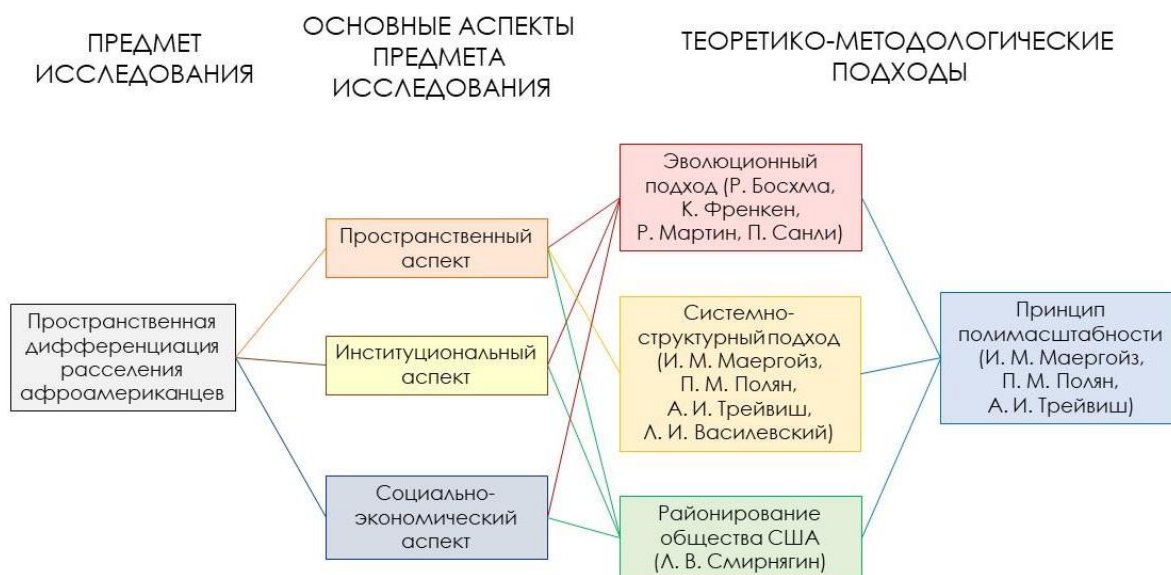 ПРЕДМЕТ
ИССЛЕДОВАНИЯ
ОСНОВНЫЕ АСПЕКТЫ
ПРЕДМЕТА
ИССЛЕДОВАНИЯ
ТЕОРЕТИКО-МЕТОДОЛОГИЧЕСКИЕ
ПОДХОДЫ
Пространственная
дифференциация
расселения
афроамериканцев
Пространственный
аспект
Институциональный
аспект
Социально-
экономический
аспект
Эволюционный
подход (Р. Босхма,
К. Френкен,
Р. Мартин, П. Санли)
Системно-
структурный подход
(И. М. Маергойз,
П. М. Полян,
А. И. Трейвиш,
Л. И. Василевский)
Районирование
общества США
(Л. В. Смирнягин)
Принцип
полимасштабности
(И. М. Маергойз,
П. М. Полян,
А. И. Трейвиш)